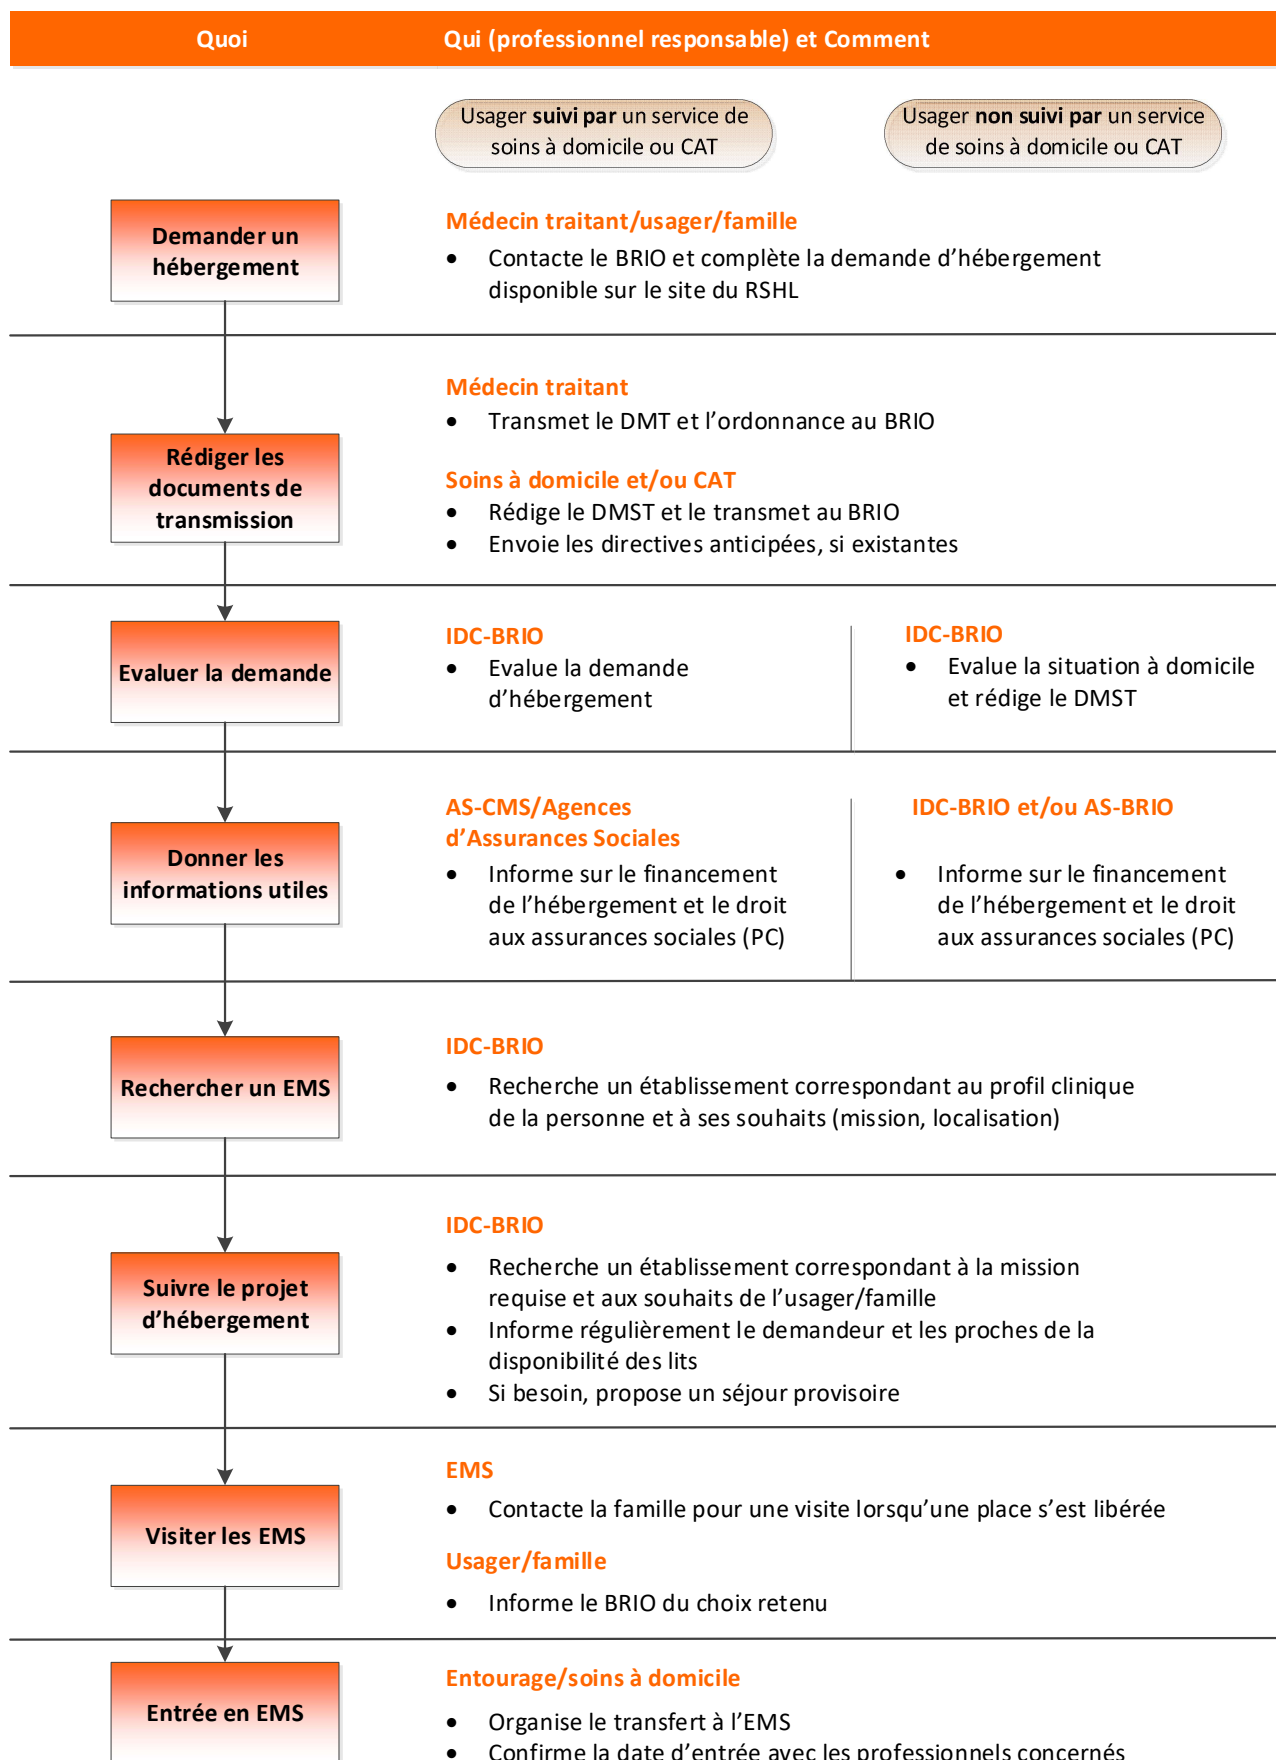 Quoi
Qui (professionnel responsable) et Comment
Usager suivi par un service de
soins à domicile ou CAT
Usager non suivi par un service
de soins à domicile ou CAT
Demander un
hébergement
Médecin traitant/usager/famille
• Contacte le BRIO et complète la demande d’hébergement
disponible sur le site du RSHL
Rédiger les
documents de
transmission
Médecin traitant
• Transmet le DMT et l’ordonnance au BRIO
Soins à domicile et/ou CAT
• Rédige le DMST et le transmet au BRIO
• Envoie les directives anticipées, si existantes
Evaluer la demande
IDC-BRIO
• Evalue la demande
d’hébergement
IDC-BRIO
• Evalue la situation à domicile
et rédige le DMST
Donner les
informations utiles
AS-CMS/Agences
d’Assurances Sociales
• Informe sur le financement
de l’hébergement et le droit
aux assurances sociales (PC)
IDC-BRIO et/ou AS-BRIO
• Informe sur le financement
de l’hébergement et le droit
aux assurances sociales (PC)
Rechercher un EMS
IDC-BRIO
• Recherche un établissement correspondant au profil clinique
de la personne et à ses souhaits (mission, localisation)
Suivre le projet
d’hébergement
IDC-BRIO
• Recherche un établissement correspondant à la mission
requise et aux souhaits de l’usager/famille
• Informe régulièrement le demandeur et les proches de la
disponibilité des lits
• Si besoin, propose un séjour provisoire
Visiter les EMS
EMS
• Contacte la famille pour une visite lorsqu’une place s’est libérée
Usager/famille
• Informe le BRIO du choix retenu
Entrée en EMS
Entourage/soins à domicile
• Organise le transfert à l’EMS
• Confirme la date d’entrée avec les professionnels concernés